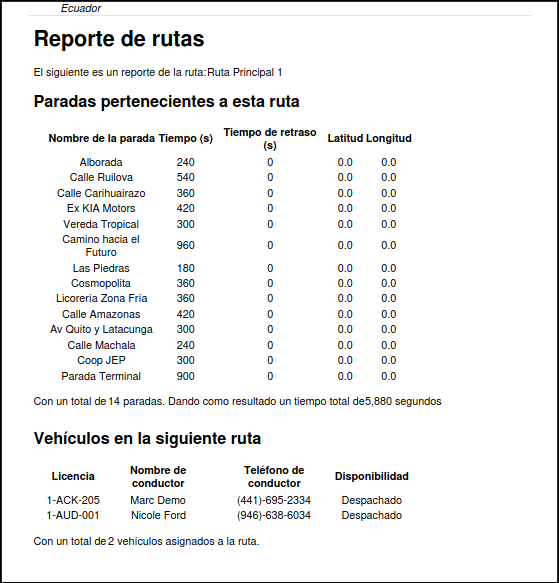 Ecuador
Reporte de rutas
El siguiente es un reporte de la ruta:Ruta Principal 1
Paradas pertenecientes a esta ruta
Nombre de la parada Tiempo (s) Tiempo de retraso (s) Latitud Longitud
Alborada 240 0 0.0 0.0
Calle Ruilova 540 0 0.0 0.0
Calle Carihuairazo 360 0 0.0 0.0
Ex KIA Motors 420 0 0.0 0.0
Vereda Tropical 300 0 0.0 0.0
Camino hacia el Futuro 960 0 0.0 0.0
Las Piedras 180 0 0.0 0.0
Cosmopolita 360 0 0.0 0.0
Licorería Zona Fría 360 0 0.0 0.0
Calle Amazonas 420 0 0.0 0.0
Av Quito y Latacunga 300 0 0.0 0.0
Calle Machala 240 0 0.0 0.0
Coop JEP 300 0 0.0 0.0
Parada Terminal 900 0 0.0 0.0
Con un total de 14 paradas. Dando como resultado un tiempo total de5,880 segundos
Vehículos en la siguiente ruta
Licencia Nombre de conductor Teléfono de conductor Disponibilidad
1-ACK-205 Marc Demo (441)-695-2334 Despachado
1-AUD-001 Nicole Ford (946)-638-6034 Despachado
Con un total de 2 vehículos asignados a la ruta.